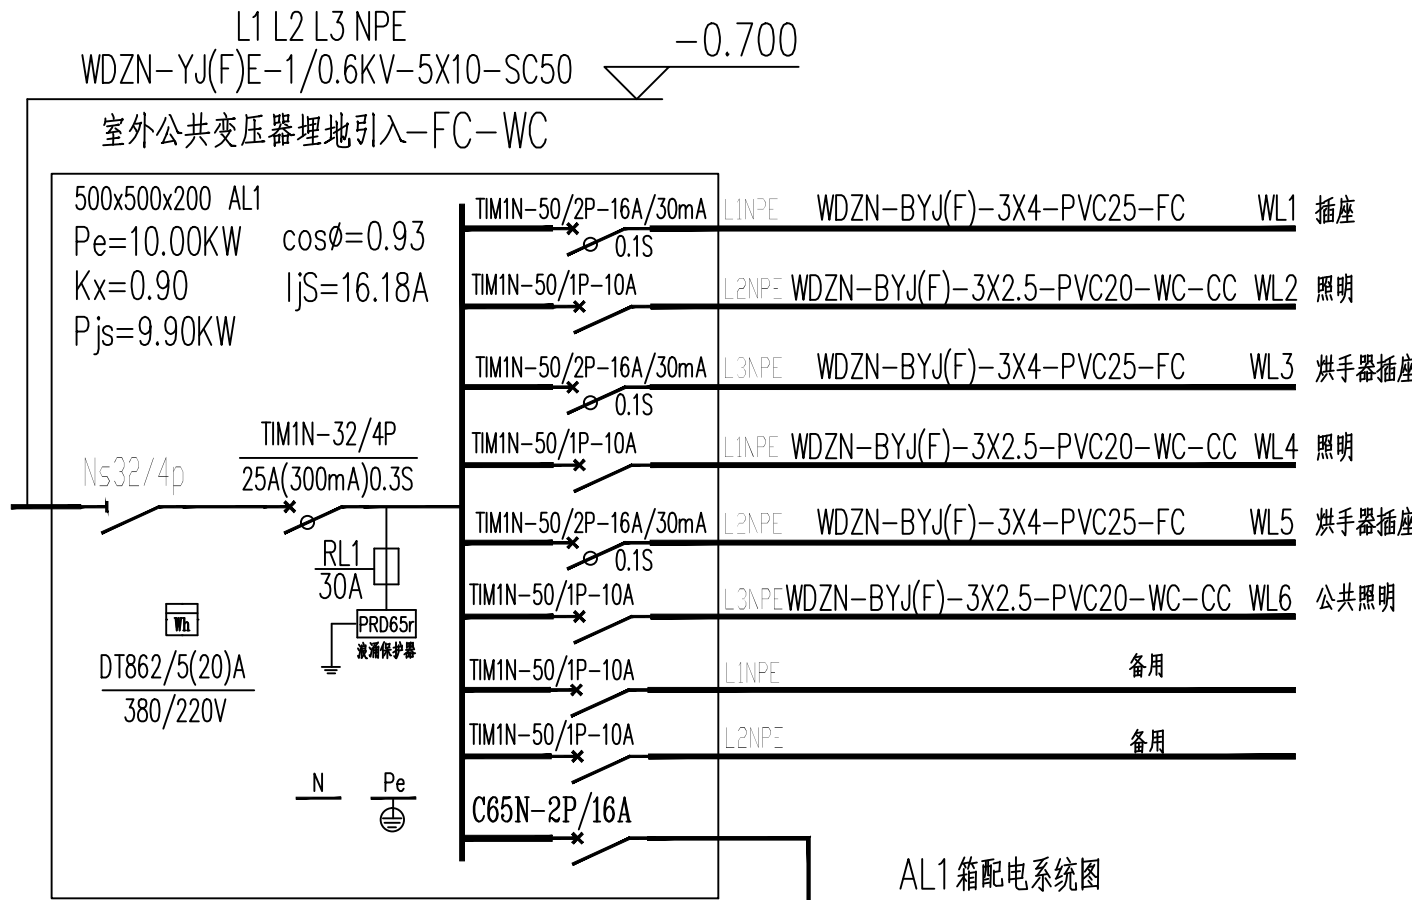 L1 L2 L3 NPE
-0.700
WDZN-YJ(F)E-1/0.6KV-5X10-SC50
室外公共变压器埋地引入-FC-WC
500x500x200 AL1
Pe=10.00KW cosø=0.93
Kx=0.90 IjS=16.18A
Pjs=9.90KW
TIM1N-50/2P-16A/30mA L1NPE WDZN-BYJ(F)-3X4-PVC25-FC WL1 插座
0.1S
TIM1N-50/1P-10A L2NPE WDZN-BYJ(F)-3X2.5-PVC20-WC-CC WL2 照明
TIM1N-50/2P-16A/30mA L3NPE WDZN-BYJ(F)-3X4-PVC25-FC WL3 烘手器插座
0.1S
TIM1N-32/4P
25A(300mA)0.3S
Ns32/4p
TIM1N-50/1P-10A L1NPE WDZN-BYJ(F)-3X2.5-PVC20-WC-CC WL4 照明
TIM1N-50/2P-16A/30mA L2NPE WDZN-BYJ(F)-3X4-PVC25-FC WL5 烘手器插座
0.1S
RL1
30A
PRD65r
浪涌保护器
Wh
DT862/5(20)A
380/220V
TIM1N-50/1P-10A L3NPE WDZN-BYJ(F)-3X2.5-PVC20-WC-CC WL6 公共照明
TIM1N-50/1P-10A L1NPE 备用
TIM1N-50/1P-10A L2NPE 备用
N Pe
C65N-2P/16A
AL1箱配电系统图